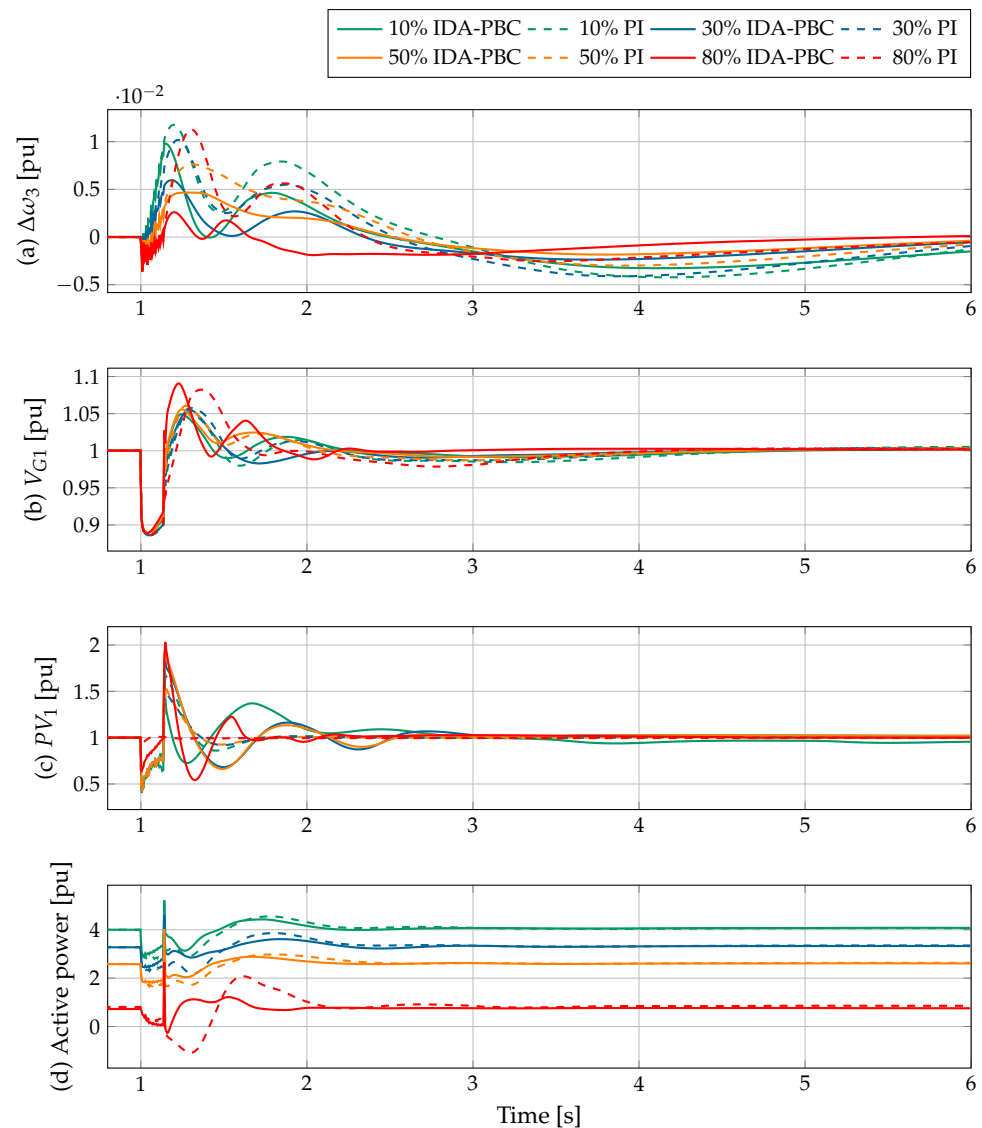 10% IDA-PBC 10% PI 30% IDA-PBC 30% PI
50% IDA-PBC 50% PI 80% IDA-PBC 80% PI
·10⁻²
(a) Δω₃ [pu]
1
0.5
0
−0.5
1 2 3 4 5 6
(b) V_G1 [pu]
1.1
1.05
1
0.95
0.9
1 2 3 4 5 6
(c) PV₁ [pu]
2
1.5
1
0.5
1 2 3 4 5 6
(d) Active power [pu]
4
2
0
1 2 3 4 5 6
Time [s]